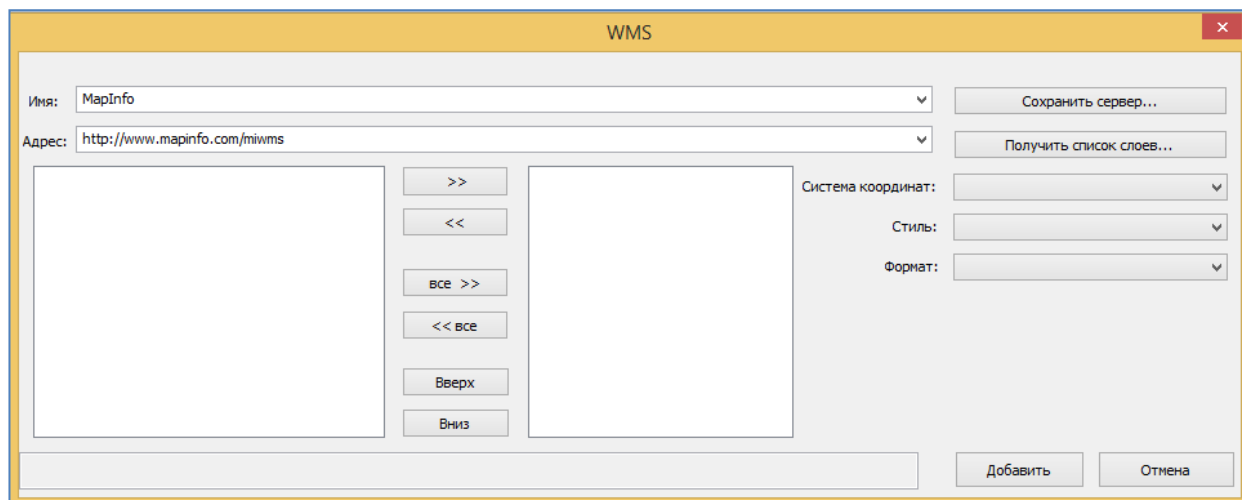 WMS
Имя: MapInfo
Сохранить сервер...
Адрес: http://www.mapinfo.com/miwms
Получить список слоев...
>>
Система координат:
<<
Стиль:
Формат:
все >>
<< все
Вверх
Вниз
Добавить
Отмена